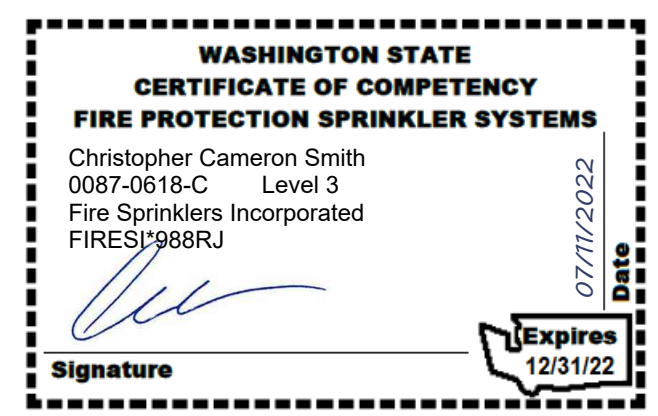 WASHINGTON STATE
CERTIFICATE OF COMPETENCY
FIRE PROTECTION SPRINKLER SYSTEMS
Christopher Cameron Smith
0087-0618-C Level 3
Fire Sprinklers Incorporated
FIRESI*988RJ
07/11/2022
Date
Signature
Expires
12/31/22